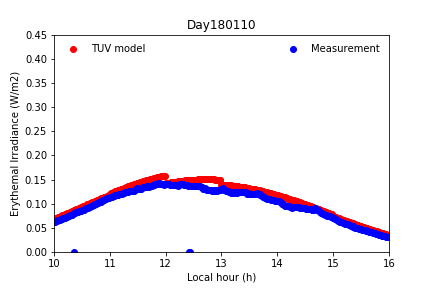 Day180110
TUV model
Measurement
Erythemal Irradiance (W/m2)
0.45
0.40
0.35
0.30
0.25
0.20
0.15
0.10
0.05
0.00
10 11 12 13 14 15 16
Local hour (h)